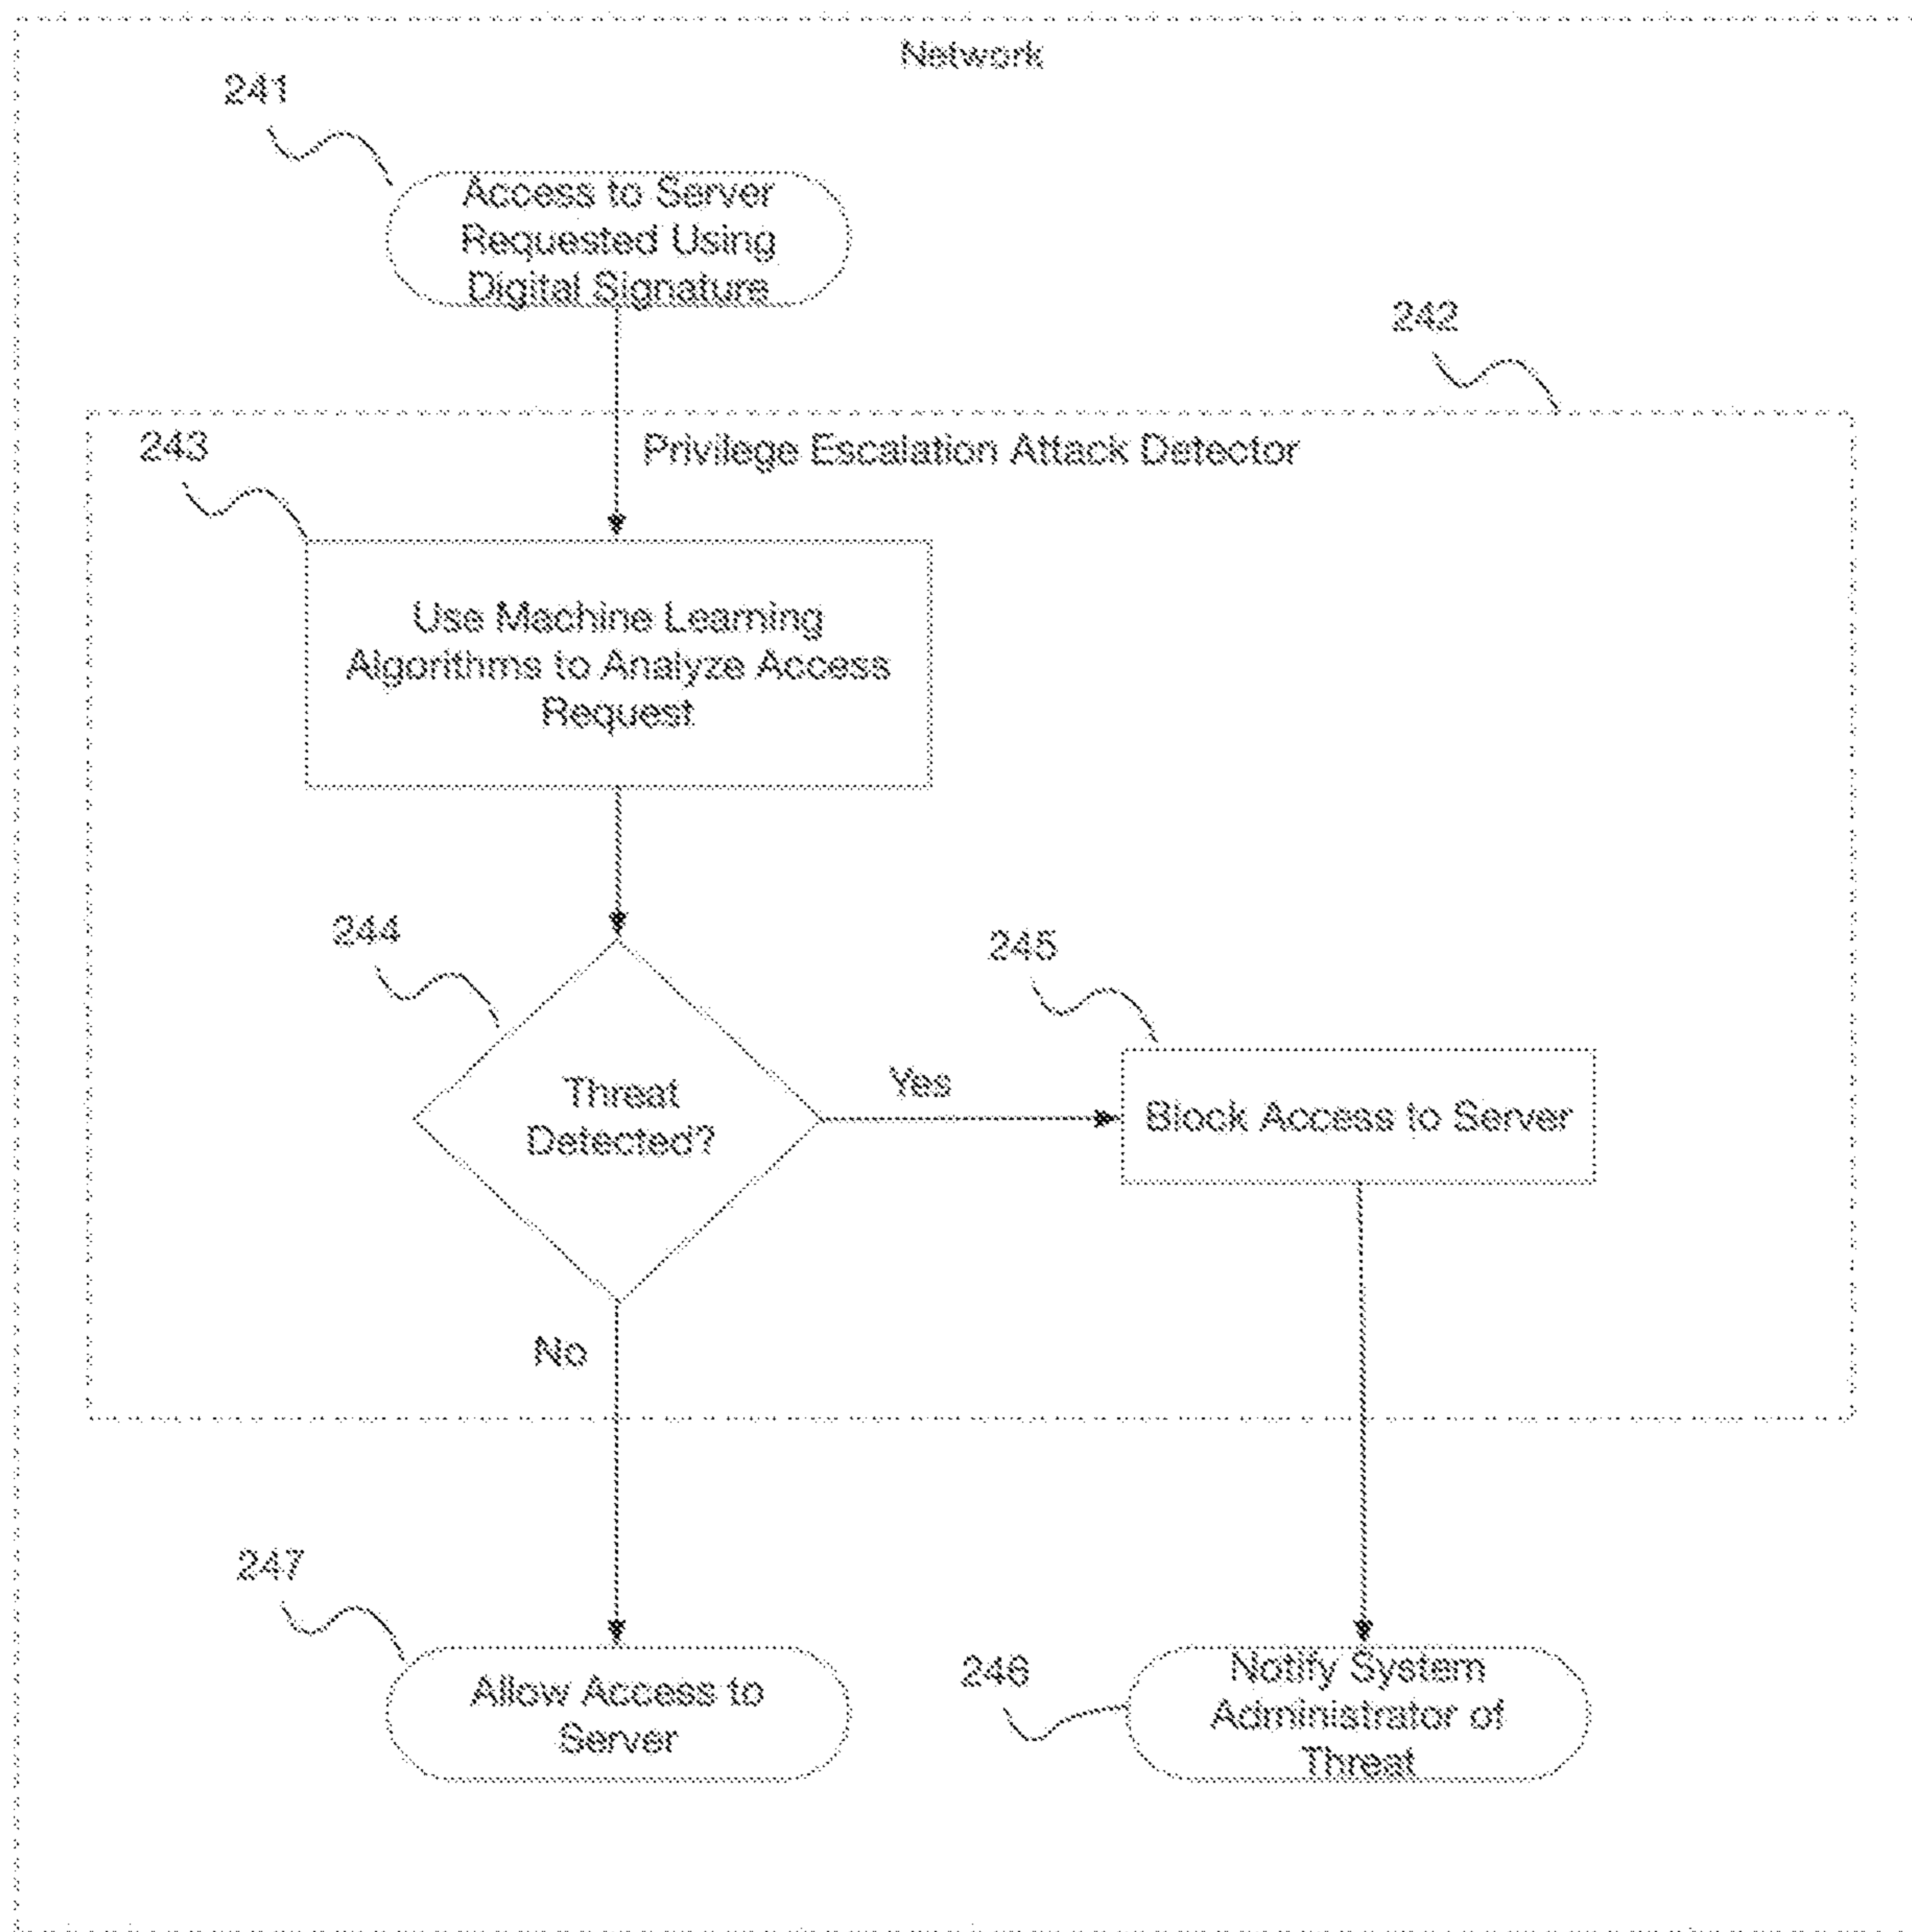 Network
241
Access to Server
Requested Using
Digital Signature
242
243
Privilege Escalation Attack Detector
Use Machine Learning
Algorithms to Analyze Access
Request
244
245
Threat
Detected?
Yes
Block Access to Server
No
247
Allow Access to
Server
246
Notify System
Administrator of
Threat